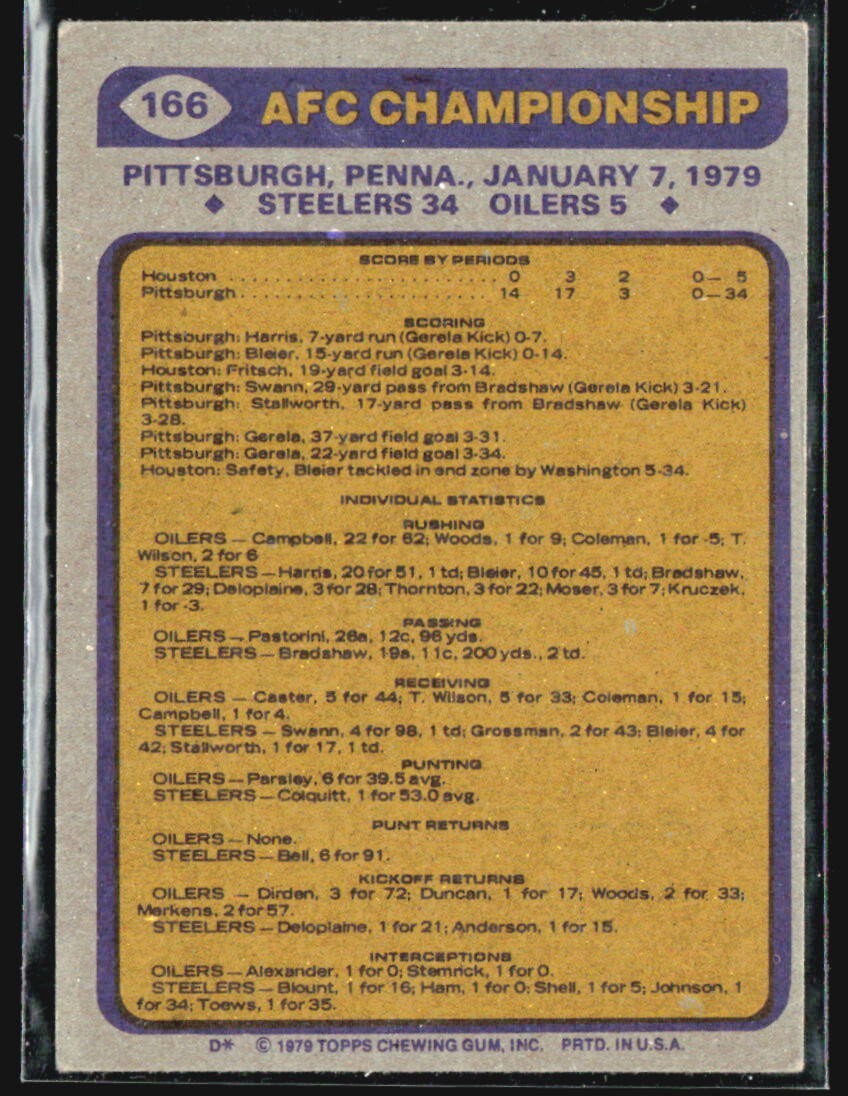 166 AFC CHAMPIONSHIP
PITTSBURGH, PENNA., JANUARY 7, 1979
◆ STEELERS 34 OILERS 5 ◆
SCORE BY PERIODS
Houston . . . . . . . . . . . . . . . . . . . . . . . . . . 0 3 2 0— 5
Pittsburgh. . . . . . . . . . . . . . . . . . . . . . . . 14 17 3 0—34
SCORING
Pittsburgh: Harris, 7-yard run (Gerela Kick) 0-7.
Pittsburgh: Bleier, 15-yard run (Gerela Kick) 0-14.
Houston: Fritsch, 19-yard field goal 3-14.
Pittsburgh: Swann, 29-yard pass from Bradshaw (Gerela Kick) 3-21.
Pittsburgh: Stallworth, 17-yard pass from Bradshaw (Gerela Kick)
3-28.
Pittsburgh: Gerela, 37-yard field goal 3-31.
Pittsburgh: Gerela, 22-yard field goal 3-34.
Houston: Safety, Bleier tackled in end zone by Washington 5-34.
INDIVIDUAL STATISTICS
RUSHING
OILERS — Campbell, 22 for 62; Woods, 1 for 9; Coleman, 1 for -5; T.
Wilson, 2 for 6
STEELERS — Harris, 20 for 51, 1 td; Bleier, 10 for 45, 1 td; Bradshaw,
7 for 29; Deloplaine, 3 for 28; Thornton, 3 for 22; Moser, 3 for 7; Kruczek,
1 for -3.
PASSING
OILERS — Pastorini, 26a, 12c, 96 yds.
STEELERS — Bradshaw, 19a, 11c, 200 yds., 2 td.
RECEIVING
OILERS — Caster, 5 for 44; T. Wilson, 5 for 33; Coleman, 1 for 15;
Campbell, 1 for 4.
STEELERS — Swann, 4 for 98, 1 td; Grossman, 2 for 43; Bleier, 4 for
42; Stallworth, 1 for 17, 1 td.
PUNTING
OILERS — Parsley, 6 for 39.5 avg.
STEELERS — Colquitt, 1 for 53.0 avg.
PUNT RETURNS
OILERS — None.
STEELERS — Bell, 6 for 91.
KICKOFF RETURNS
OILERS — Dirden, 3 for 72; Duncan, 1 for 17; Woods, 2 for 33;
Merkens, 2 for 57.
STEELERS — Deloplaine, 1 for 21; Anderson, 1 for 15.
INTERCEPTIONS
OILERS — Alexander, 1 for 0; Stemrick, 1 for 0.
STEELERS — Blount, 1 for 16; Ham, 1 for 0; Shell, 1 for 5; Johnson, 1
for 34; Toews, 1 for 35.
D* © 1979 TOPPS CHEWING GUM, INC. PRTD. IN U.S.A.